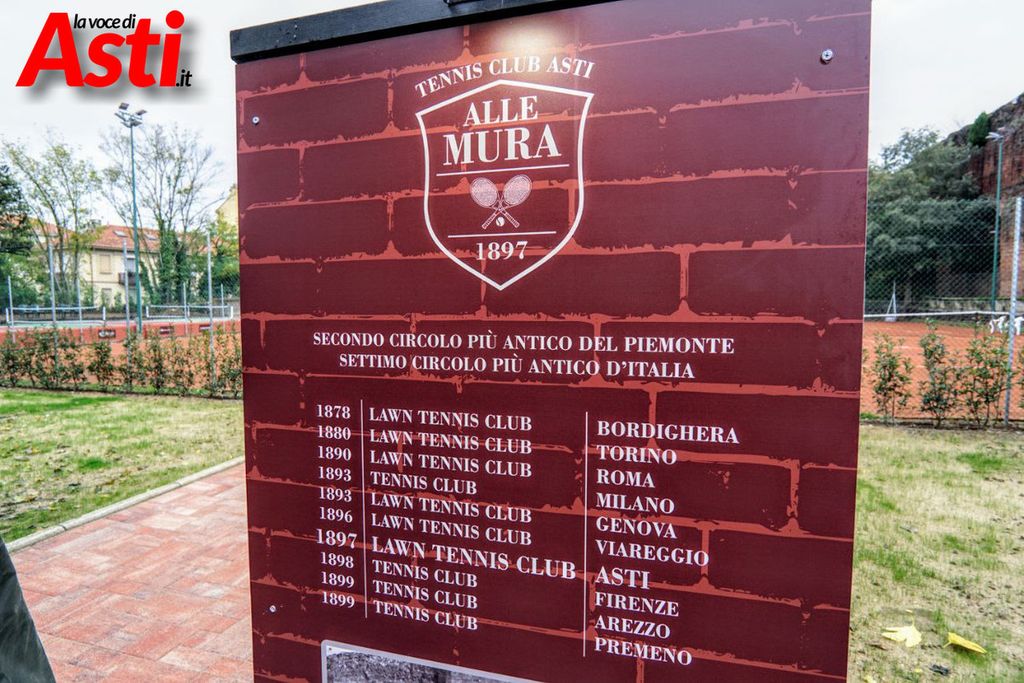 la voce di
Asti.it
TENNIS CLUB ASTI
ALLE
MURA
1897
SECONDO CIRCOLO PIÙ ANTICO DEL PIEMONTE
SETTIMO CIRCOLO PIÙ ANTICO D'ITALIA
1878 LAWN TENNIS CLUB BORDIGHERA
1880 LAWN TENNIS CLUB TORINO
1890 LAWN TENNIS CLUB ROMA
1893 TENNIS CLUB MILANO
1893 LAWN TENNIS CLUB GENOVA
1896 LAWN TENNIS CLUB VIAREGGIO
1897 LAWN TENNIS CLUB ASTI
1898 TENNIS CLUB FIRENZE
1899 TENNIS CLUB AREZZO
1899 TENNIS CLUB PREMENO